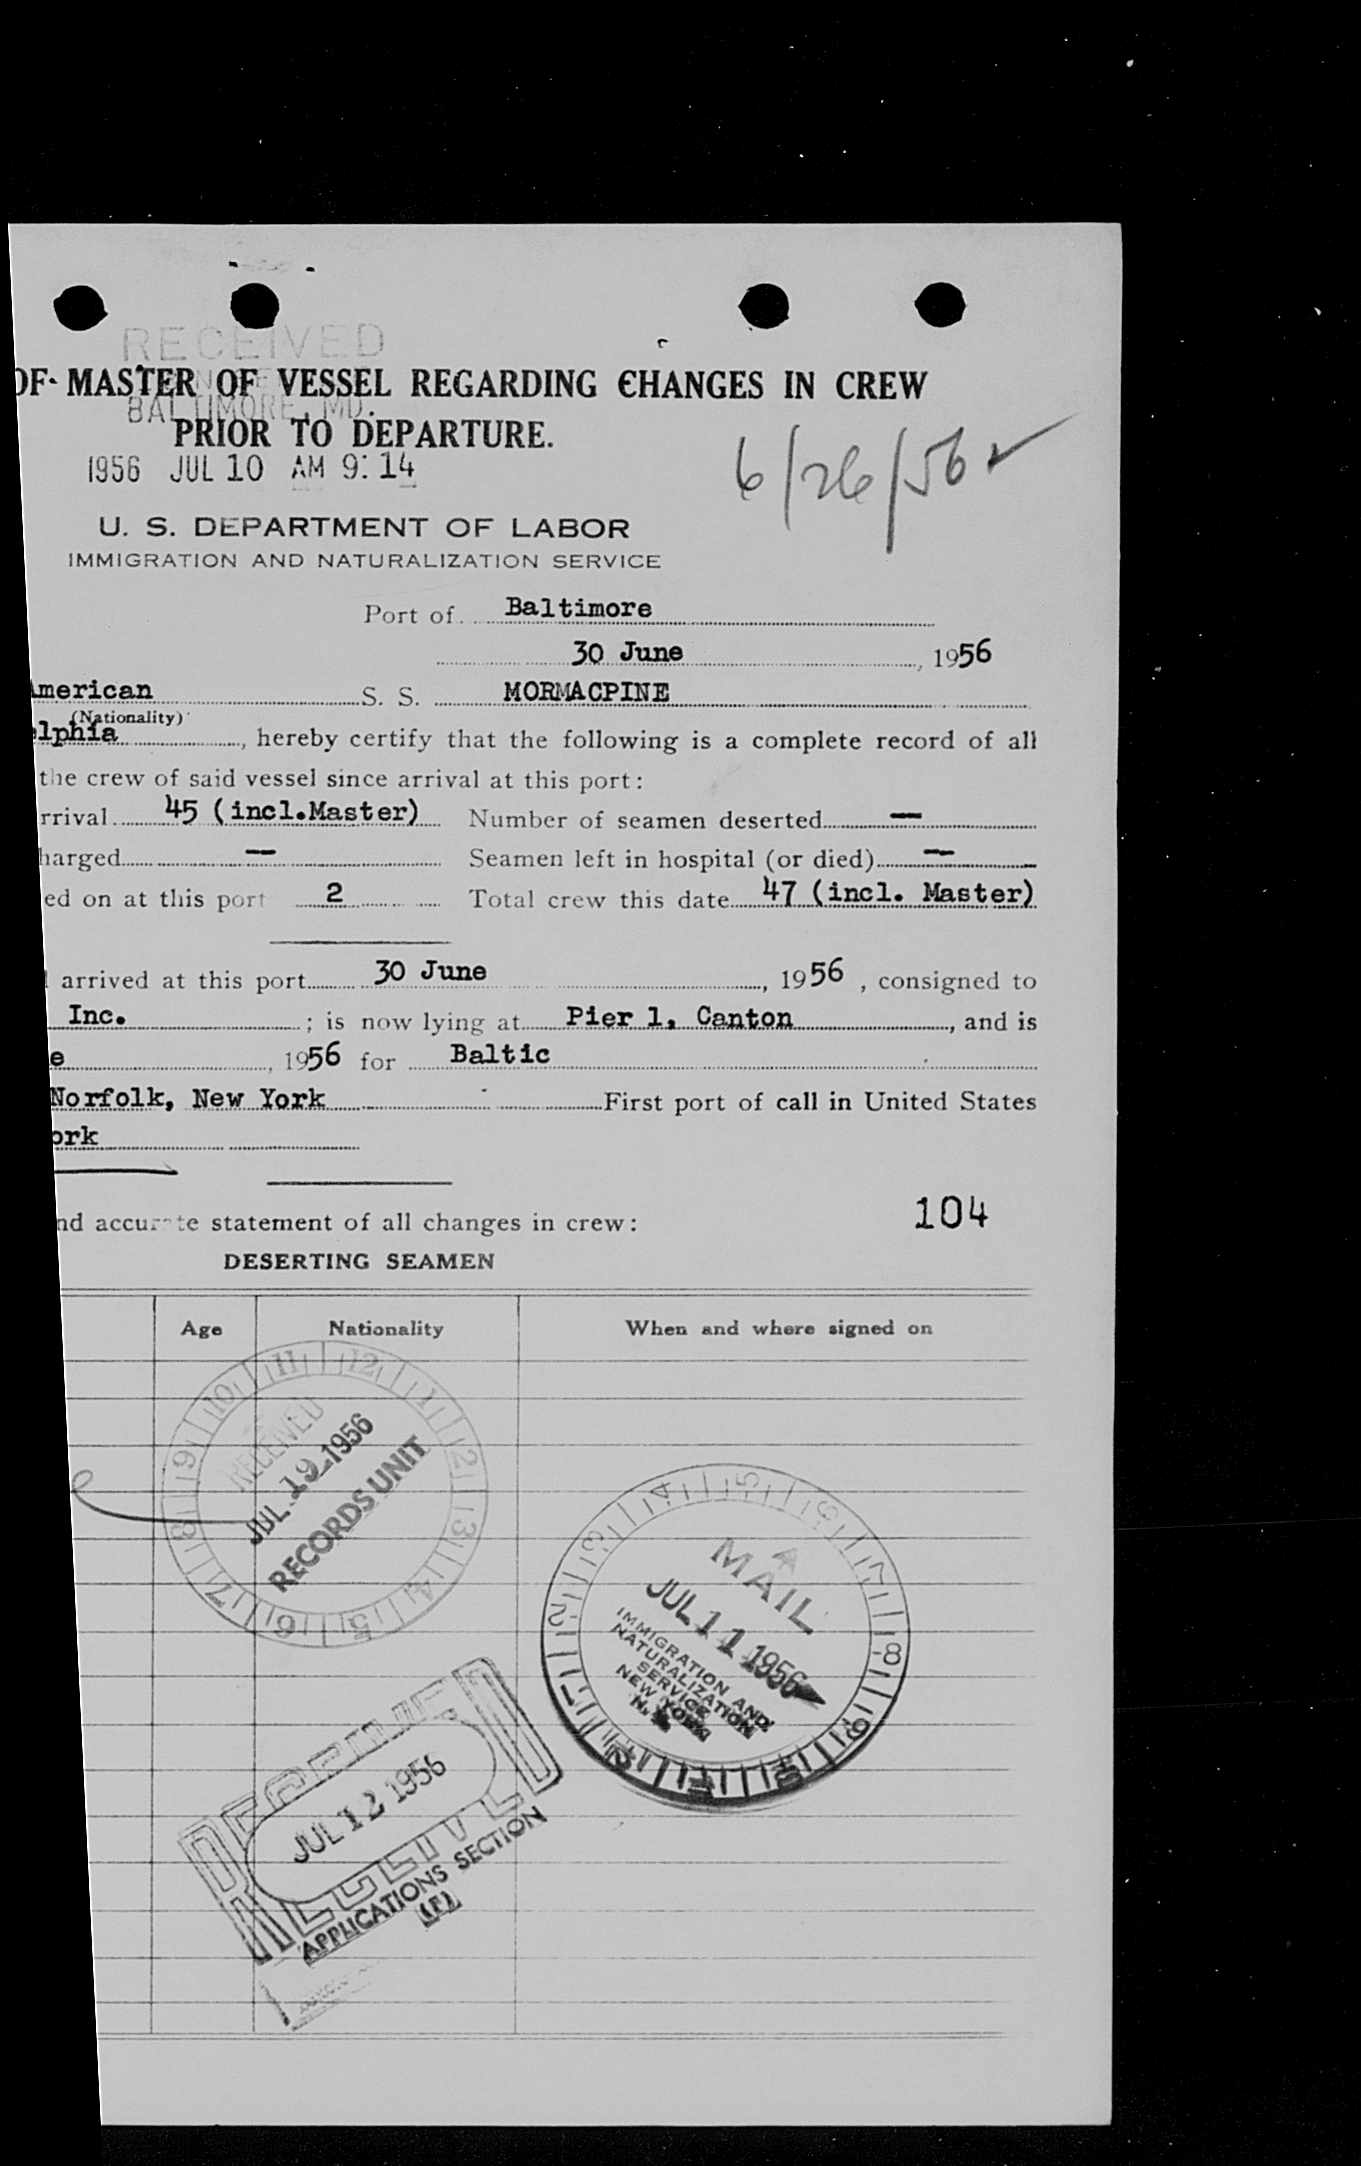 RECEIVED
OF MASTER OF VESSEL REGARDING CHANGES IN CREW
BALTIMORE, MD.
PRIOR TO DEPARTURE.
1956 JUL 10 AM 9:14
6/26/56 ✓
U. S. DEPARTMENT OF LABOR
IMMIGRATION AND NATURALIZATION SERVICE
Port of Baltimore
30 June, 1956
American S. S. MORMACPINE
(Nationality)
lphia, hereby certify that the following is a complete record of all
the crew of said vessel since arrival at this port:
rrival 45 (incl.Master) Number of seamen deserted —
harged — Seamen left in hospital (or died) —
ed on at this port 2 Total crew this date 47 (incl. Master)
arrived at this port 30 June, 1956, consigned to
Inc. ; is now lying at Pier 1, Canton, and is
e, 1956 for Baltic
Norfolk, New York First port of call in United States
ork
nd accurate statement of all changes in crew:
104
DESERTING SEAMEN
Age Nationality When and where signed on
RECEIVED
JUL 19 1956
RECORDS UNIT
MAIL
JUL 11 1956
IMMIGRATION AND
NATURALIZATION
SERVICE
NEW YORK
RECEIVED
JUL 12 1956
RECEIVED
APPLICATIONS SECTION